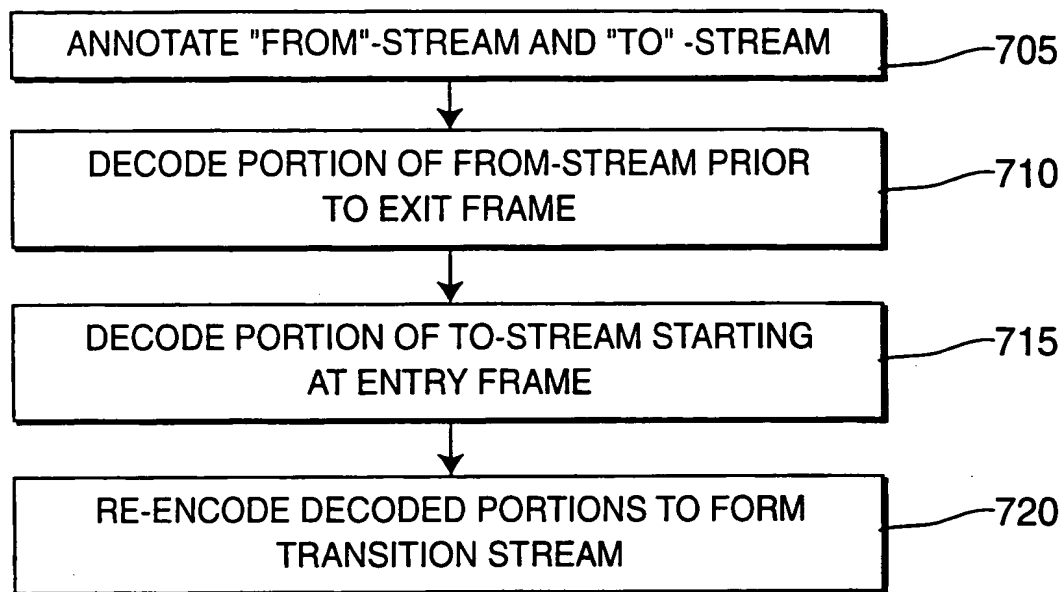 ANNOTATE "FROM"-STREAM AND "TO" -STREAM
705
DECODE PORTION OF FROM-STREAM PRIOR
TO EXIT FRAME
710
DECODE PORTION OF TO-STREAM STARTING
AT ENTRY FRAME
715
RE-ENCODE DECODED PORTIONS TO FORM
TRANSITION STREAM
720